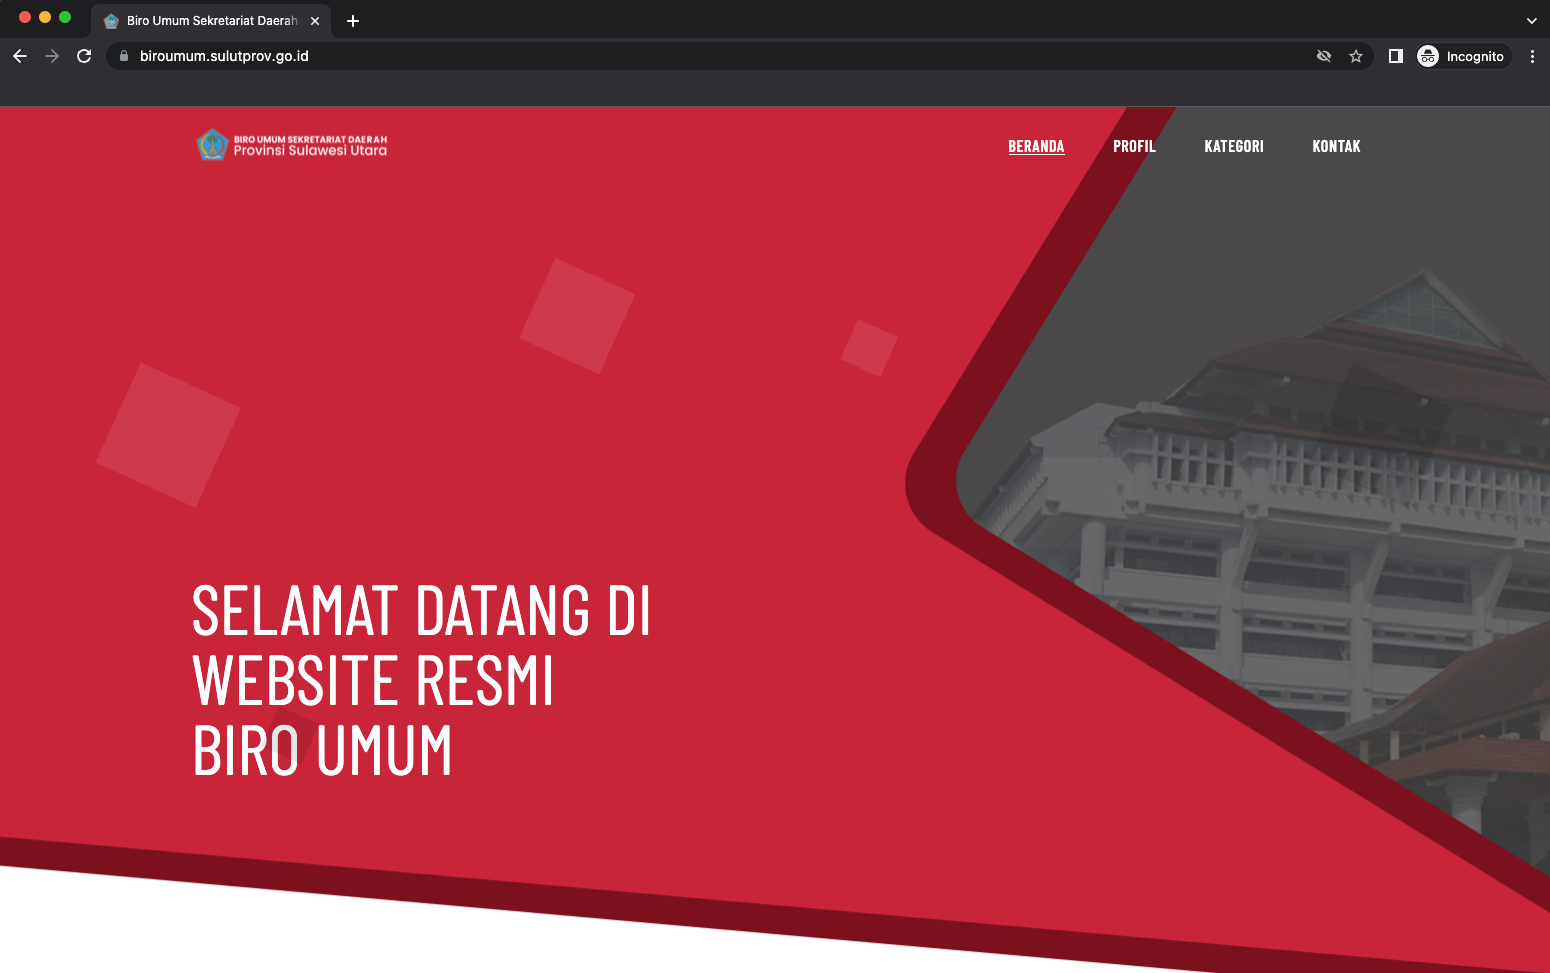 Biro Umum Sekretariat Daerah
biroumum.sulutprov.go.id
Incognito
BIRO UMUM SEKRETARIAT DAERAH
Provinsi Sulawesi Utara
BERANDA
PROFIL
KATEGORI
KONTAK
SELAMAT DATANG DI
WEBSITE RESMI
BIRO UMUM